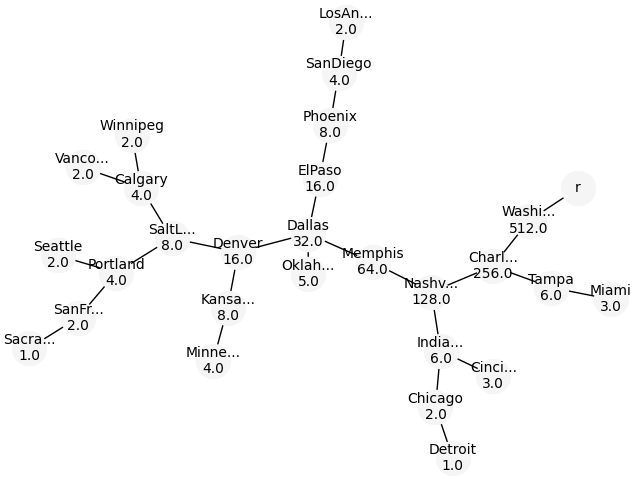 LosAn...
2.0
SanDiego
4.0
Phoenix
8.0
Winnipeg
2.0
Vanco...
2.0
Calgary
4.0
ElPaso
16.0
r
Washi...
512.0
SaltL...
8.0
Dallas
32.0
Seattle
2.0
Denver
16.0
Memphis
64.0
Charl...
256.0
Portland
4.0
Oklah...
5.0
Nashv...
128.0
Tampa
6.0
Miami
3.0
SanFr...
2.0
Kansa...
8.0
Sacra...
1.0
Minne...
4.0
India...
6.0
Cinci...
3.0
Chicago
2.0
Detroit
1.0